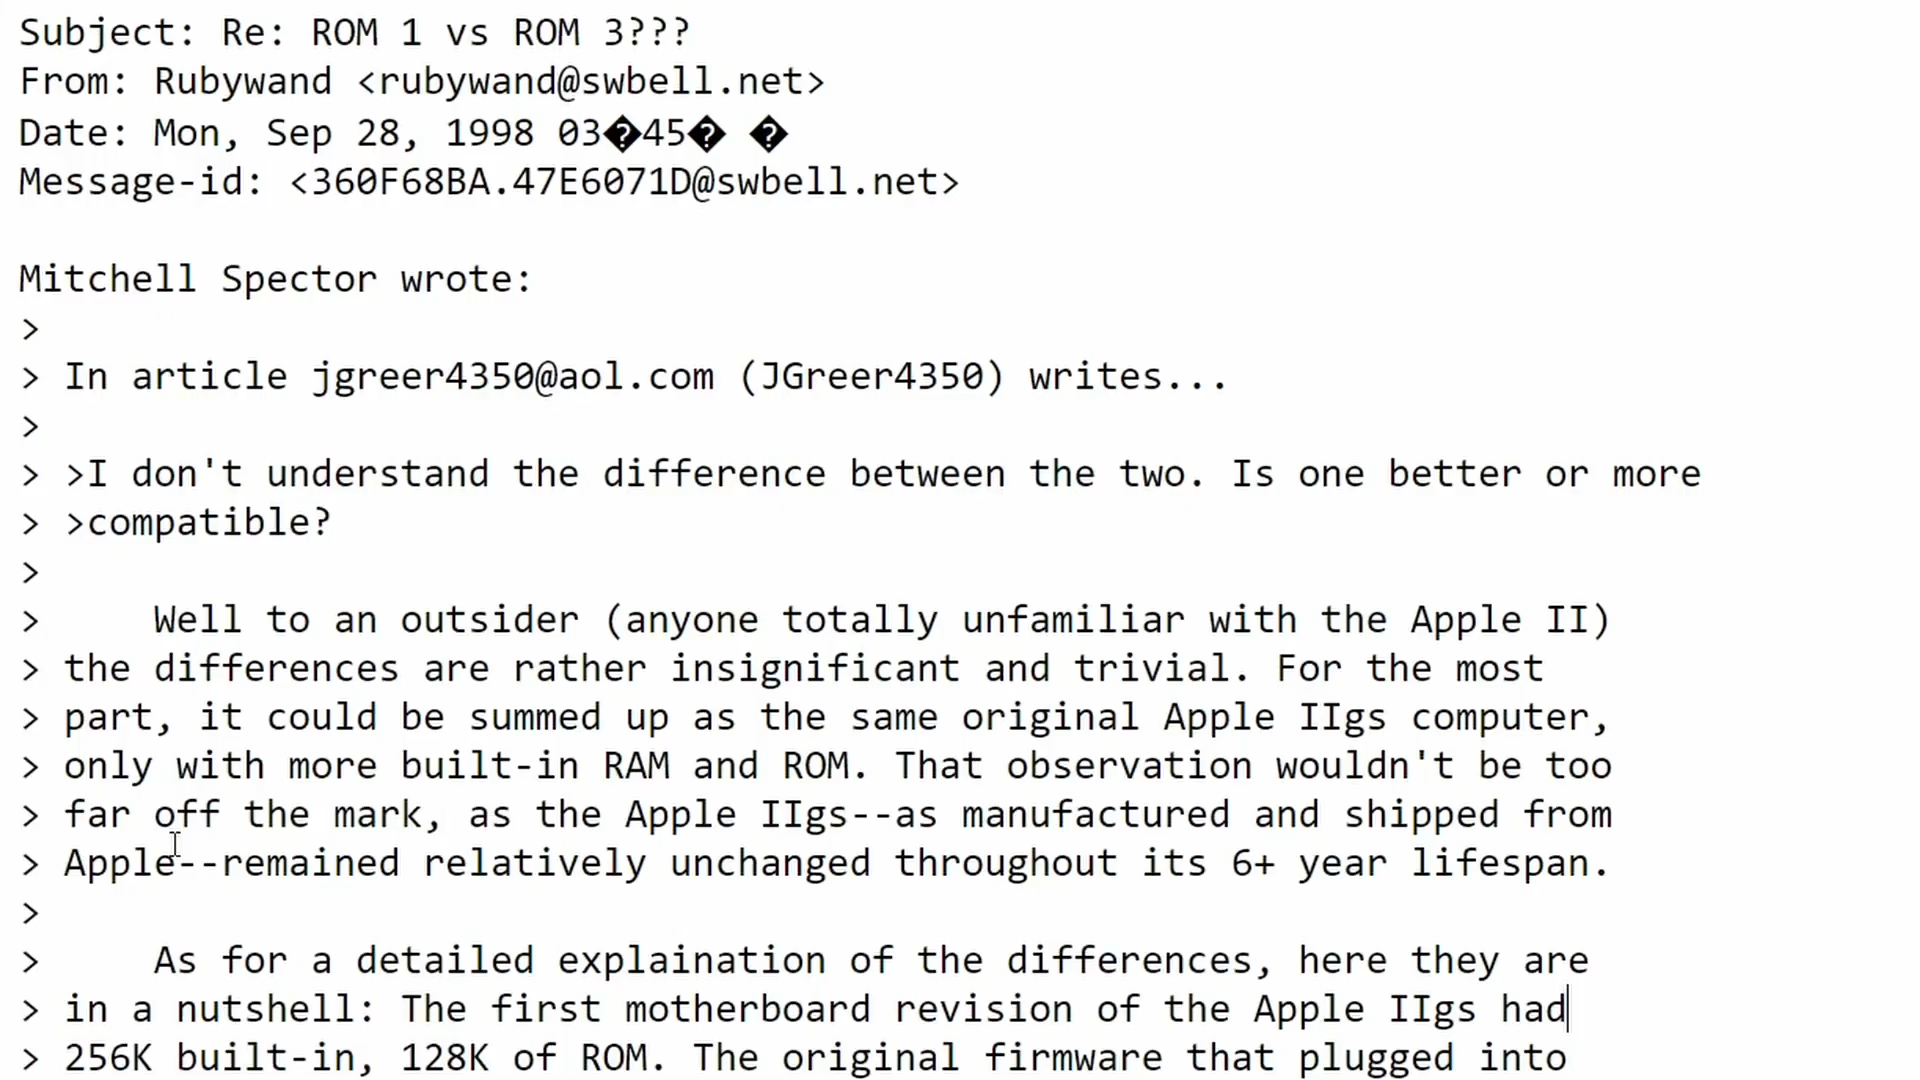 Subject: Re: ROM 1 vs ROM 3???
From: Rubywand <rubywand@swbell.net>
Date: Mon, Sep 28, 1998 03�45� �
Message-id: <360F68BA.47E6071D@swbell.net>

Mitchell Spector wrote:
>
> In article jgreer4350@aol.com (JGreer4350) writes...
>
> >I don't understand the difference between the two. Is one better or more
> >compatible?
>
>     Well to an outsider (anyone totally unfamiliar with the Apple II)
> the differences are rather insignificant and trivial. For the most
> part, it could be summed up as the same original Apple IIgs computer,
> only with more built-in RAM and ROM. That observation wouldn't be too
> far off the mark, as the Apple IIgs--as manufactured and shipped from
> Apple--remained relatively unchanged throughout its 6+ year lifespan.
>
>     As for a detailed explaination of the differences, here they are
> in a nutshell: The first motherboard revision of the Apple IIgs had
> 256K built-in, 128K of ROM. The original firmware that plugged into